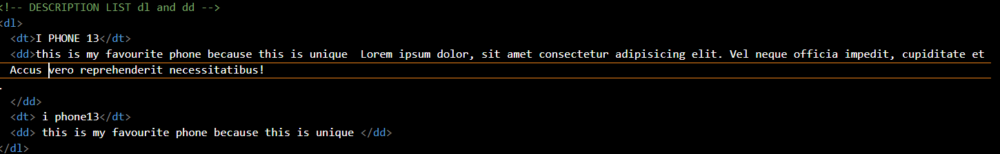 <!-- DESCRIPTION LIST dl and dd -->
<dl>
<dt>I PHONE 13</dt>
<dd>this is my favourite phone because this is unique  Lorem ipsum dolor, sit amet consectetur adipisicing elit. Vel neque officia impedit, cupiditate et
Accus vero reprehenderit necessitatibus!
.
</dd>
<dt> i phone13</dt>
<dd> this is my favourite phone because this is unique </dd>
</dl>